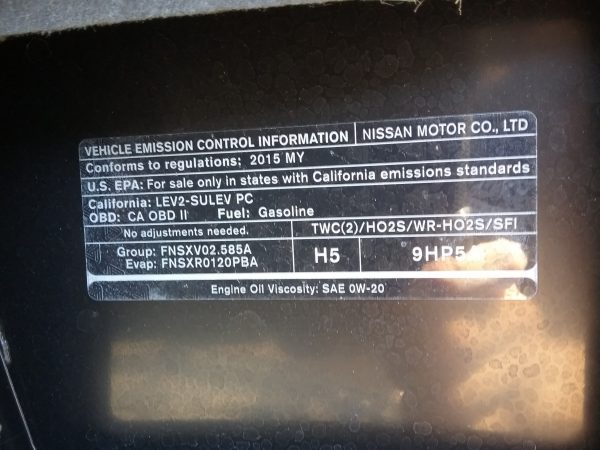 VEHICLE EMISSION CONTROL INFORMATION NISSAN MOTOR CO., LTD
Conforms to regulations: 2015 MY
U.S. EPA: For sale only in states with California emissions standards
California: LEV2-SULEV PC
OBD: CA OBD II Fuel: Gasoline
No adjustments needed. TWC(2)/HO2S/WR-HO2S/SFI
Group: FNSXV02.585A
Evap: FNSXR0120PBA
H5
Engine Oil Viscosity: SAE 0W-20